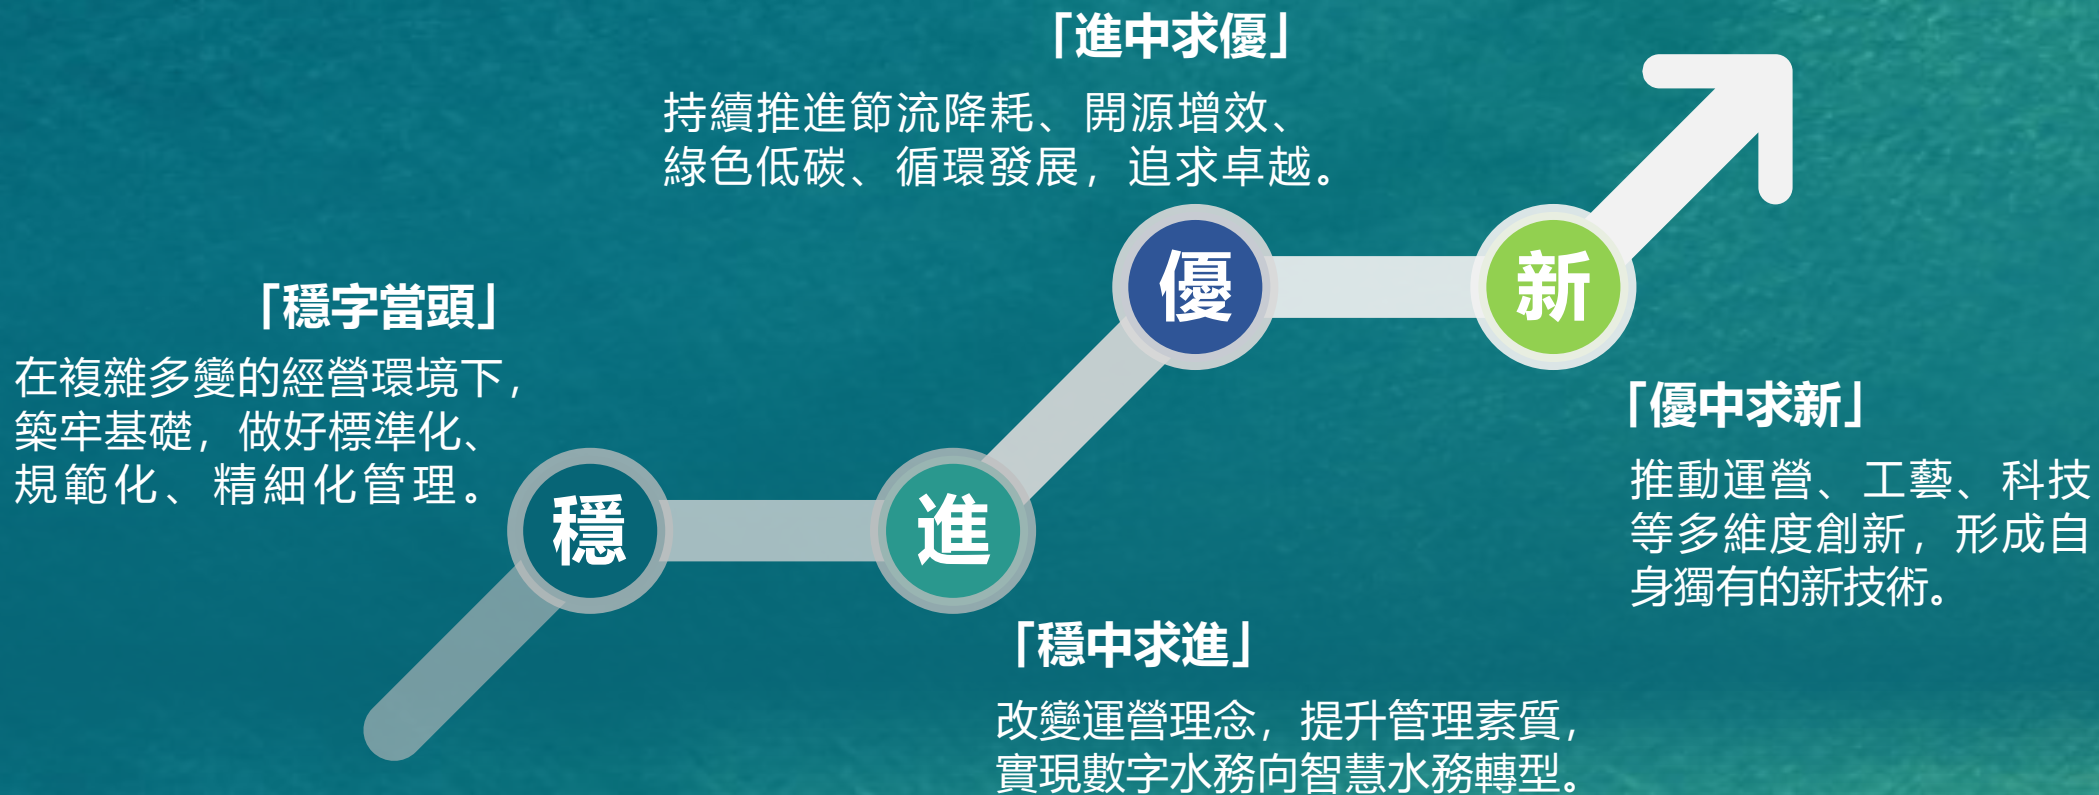 「穩字當頭」
在複雜多變的經營環境下，
築牢基礎，做好標準化、
規範化、精細化管理。
穩
進
「穩中求進」
改變運營理念，提升管理素質，
實現數字水務向智慧水務轉型。
「進中求優」
持續推進節流降耗、開源增效、
綠色低碳、循環發展，追求卓越。
優
新
「優中求新」
推動運營、工藝、科技
等多維度創新，形成自
身獨有的新技術。